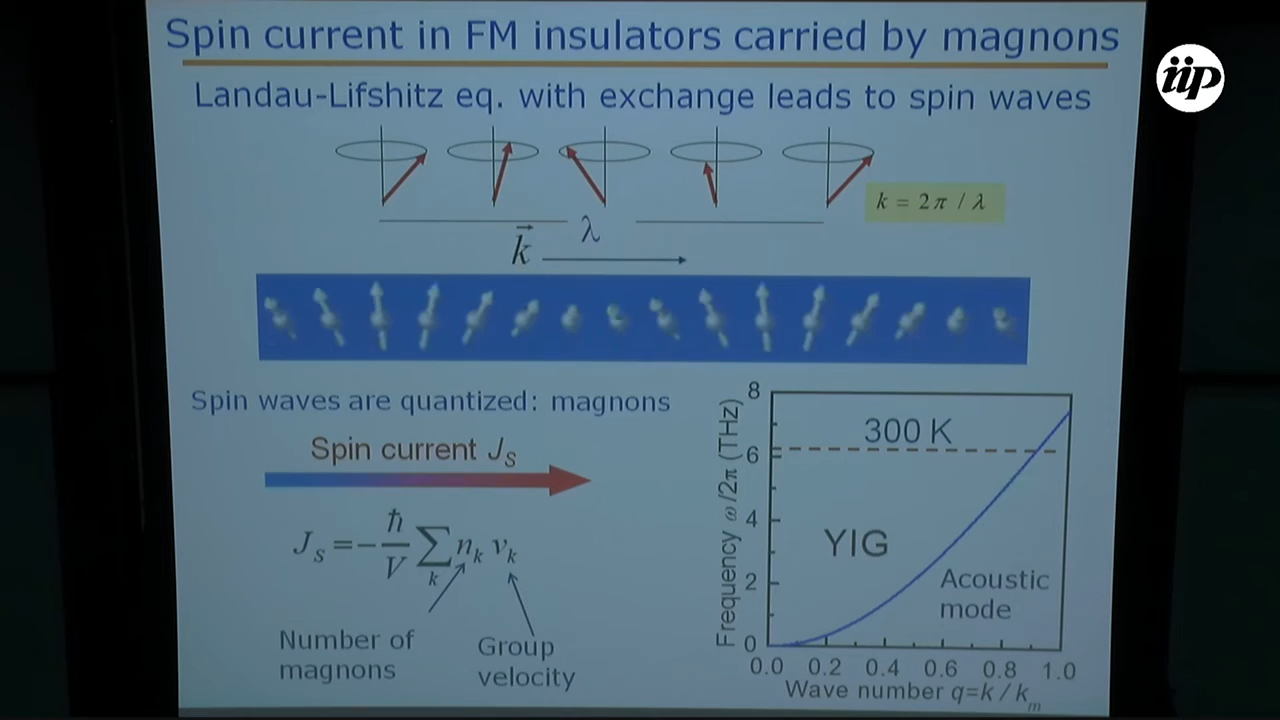 Spin current in FM insulators carried by magnons
iip
Landau-Lifshitz eq. with exchange leads to spin waves
k = 2π / λ
λ
k⃗
Spin waves are quantized: magnons
Spin current J_S
J_S = -ħ/V Σ_k n_k v_k
Number of
magnons
Group
velocity
Frequency ω/2π (THz)
8
6
4
2
0
300 K
YIG
Acoustic
mode
0.0 0.2 0.4 0.6 0.8 1.0
Wave number q=k/k_m